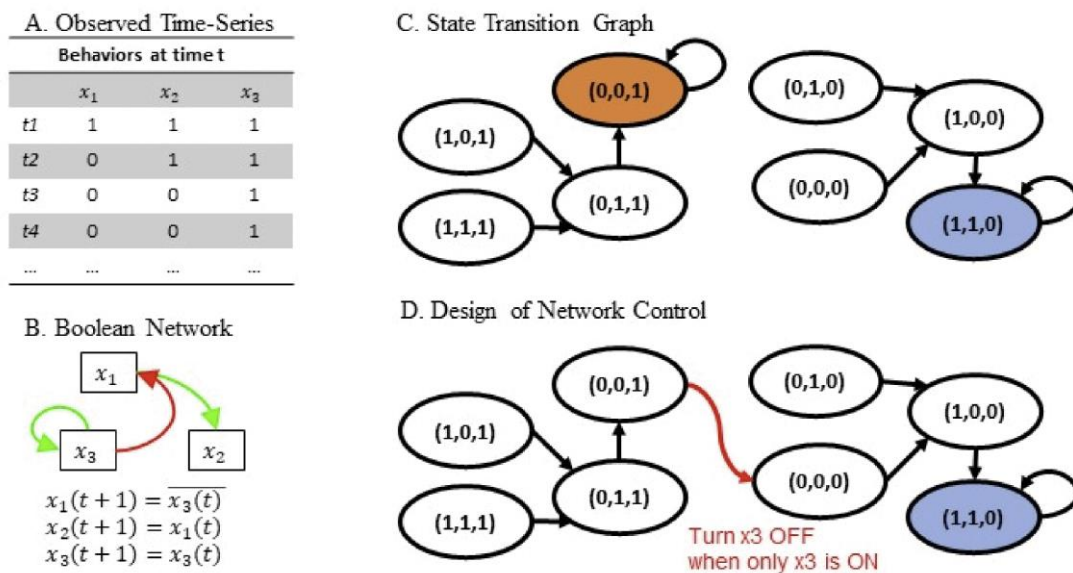 A. Observed Time-Series
Behaviors at time t
x₁ x₂ x₃
t1 1 1 1
t2 0 1 1
t3 0 0 1
t4 0 0 1
... ... ... ...
B. Boolean Network
x₁
x₃
x₂
x₁(t + 1) = x̅₃̅(̅t̅)̅
x₂(t + 1) = x₁(t)
x₃(t + 1) = x₃(t)
C. State Transition Graph
(0,0,1)
(1,0,1)
(0,1,1)
(1,1,1)
(0,1,0)
(1,0,0)
(0,0,0)
(1,1,0)
D. Design of Network Control
(0,0,1)
(1,0,1)
(0,1,1)
(1,1,1)
(0,1,0)
(1,0,0)
(0,0,0)
(1,1,0)
Turn x3 OFF
when only x3 is ON